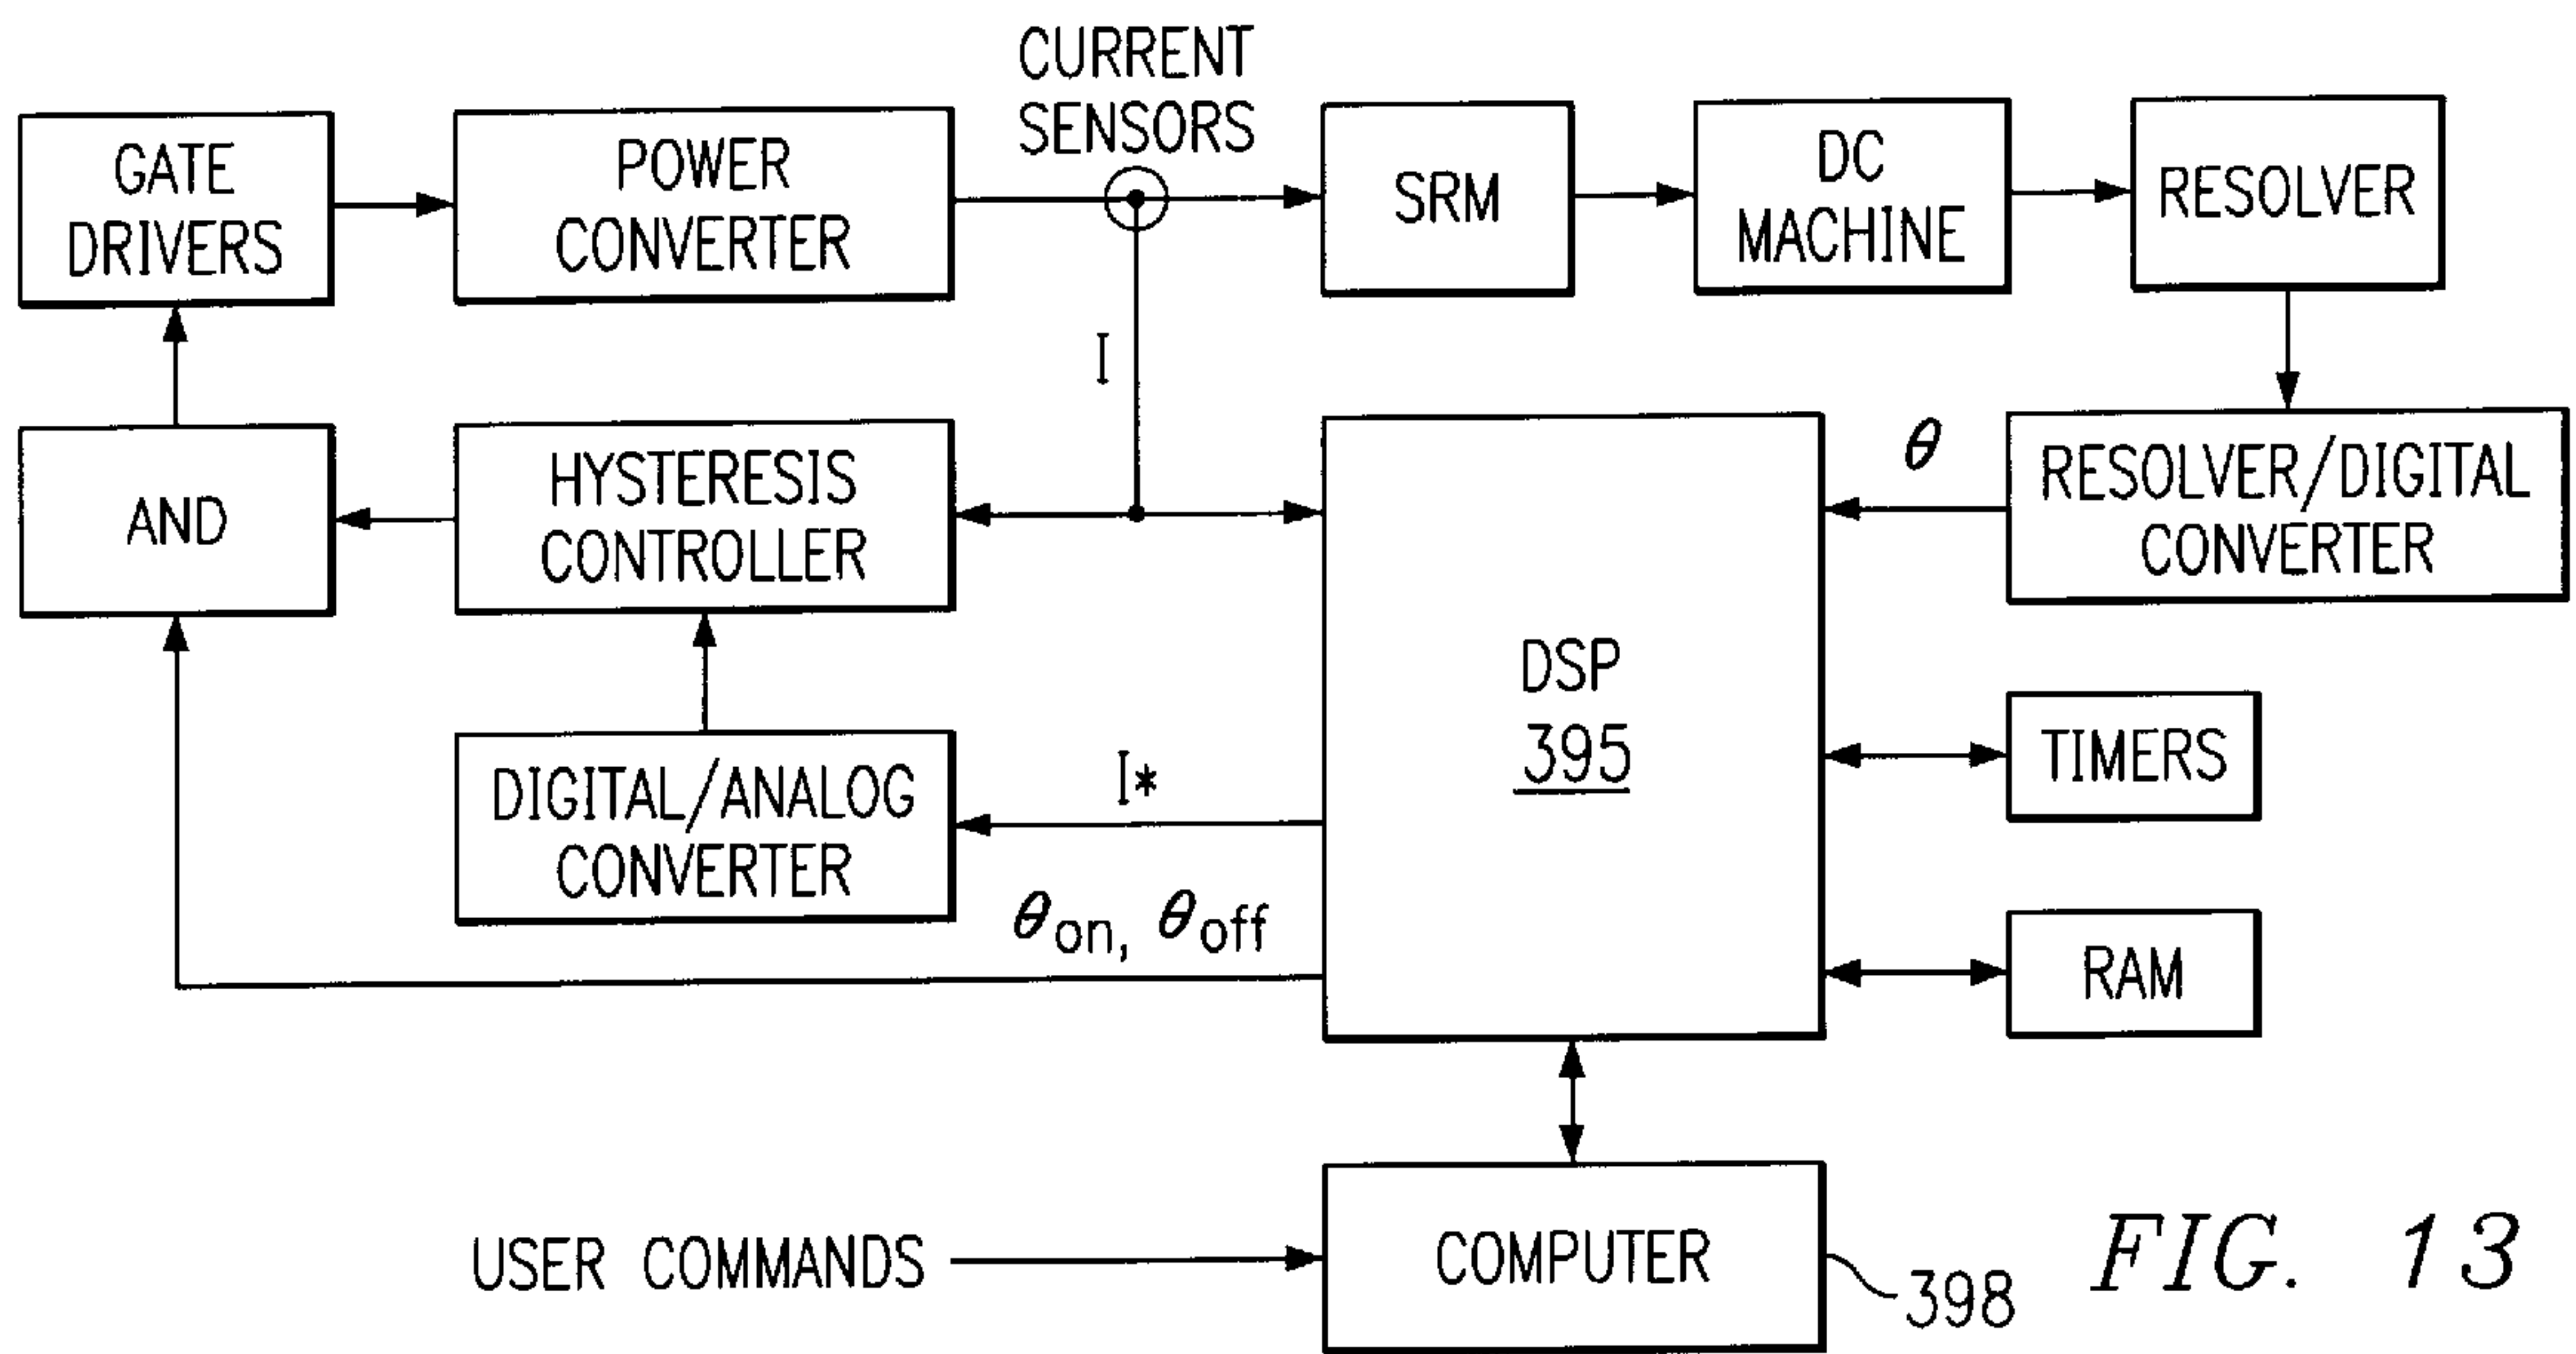 CURRENT
SENSORS
GATE
DRIVERS
POWER
CONVERTER
SRM
DC
MACHINE
RESOLVER
I
AND
HYSTERESIS
CONTROLLER
θ
RESOLVER/DIGITAL
CONVERTER
DSP
395
TIMERS
DIGITAL/ANALOG
CONVERTER
I*
θon, θoff
RAM
USER COMMANDS
COMPUTER
398
FIG. 13